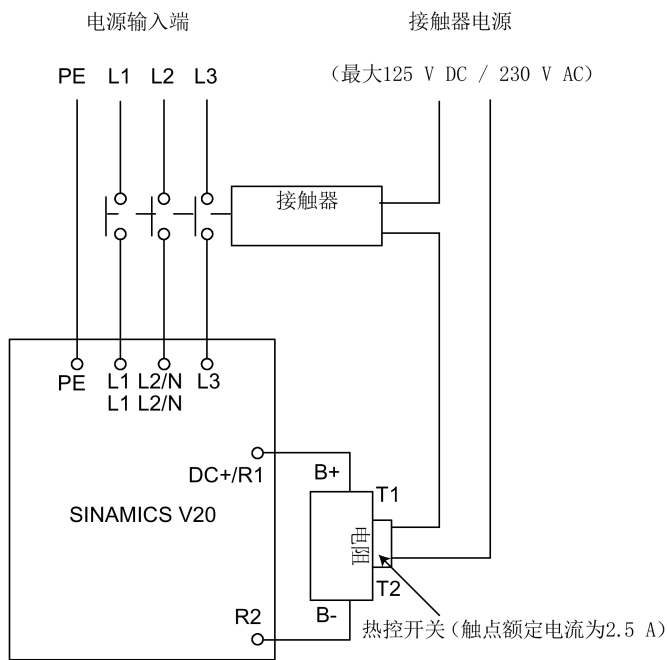 电源输入端
接触器电源
PE L1 L2 L3
（最大125 V DC / 230 V AC）
接触器
PE L1 L2/N L3
L1 L2/N
DC+/R1
B+
T1
SINAMICS V20
电阻
T2
R2
B-
热控开关（触点额定电流为2.5 A）